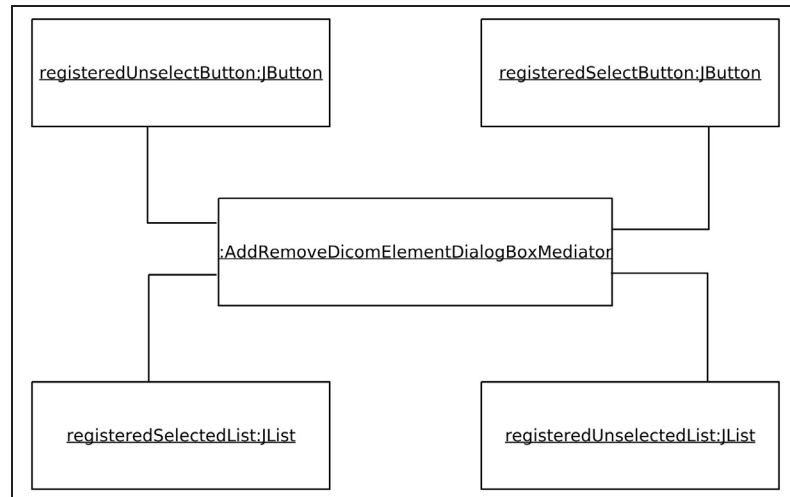 registeredUnselectButton:JButton
registeredSelectButton:JButton
:AddRemoveDicomElementDialogBoxMediator
registeredSelectedList:JList
registeredUnselectedList:JList